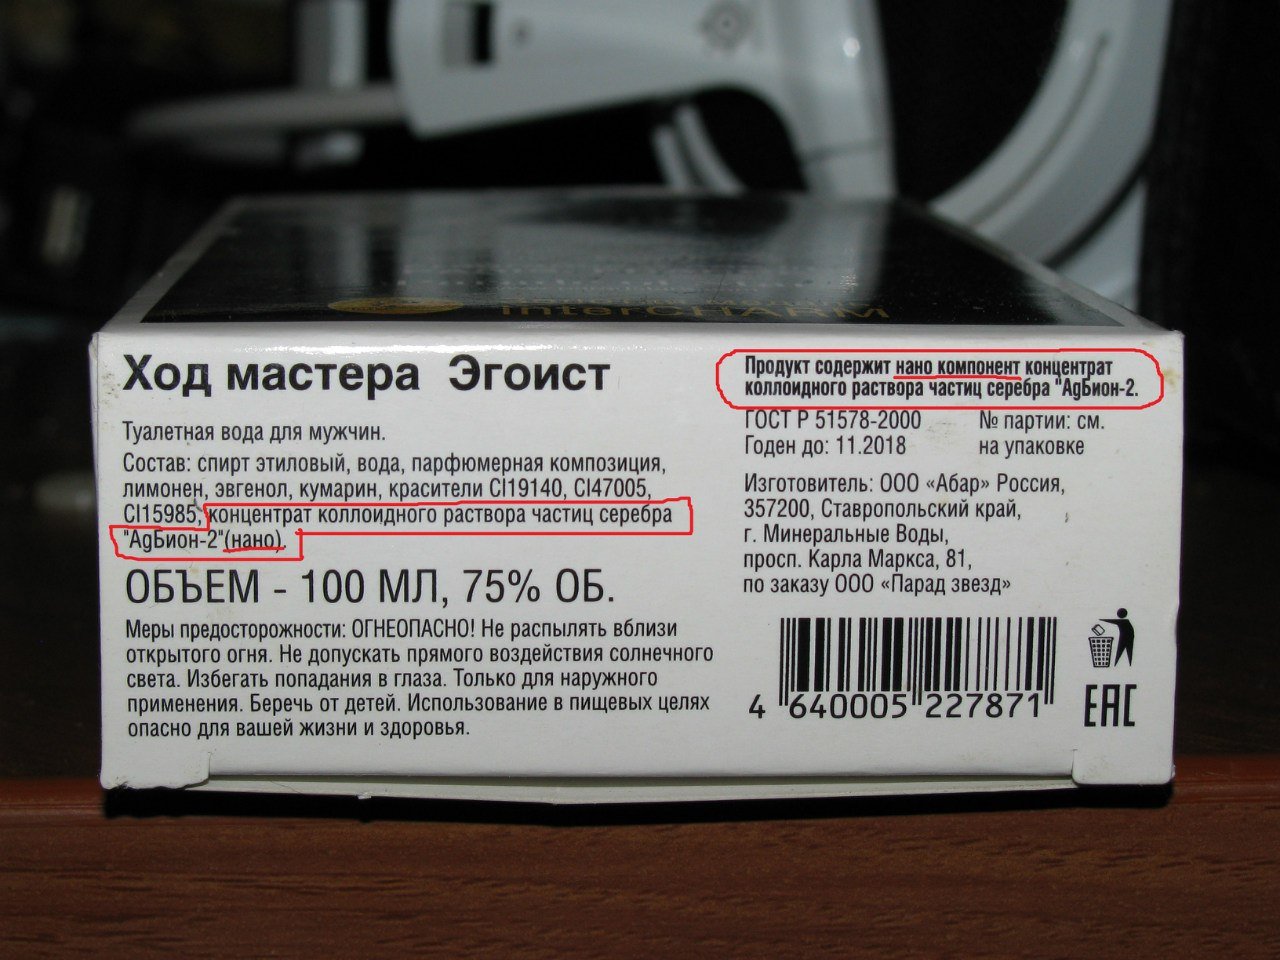 interCHARM
Ход мастера Эгоист
Туалетная вода для мужчин.
Состав: спирт этиловый, вода, парфюмерная композиция,
лимонен, эвгенол, кумарин, красители CI19140, CI47005,
CI15985, концентрат коллоидного раствора частиц серебра
"АgБион-2"(нано).
ОБЪЕМ - 100 МЛ, 75% ОБ.
Меры предосторожности: ОГНЕОПАСНО! Не распылять вблизи
открытого огня. Не допускать прямого воздействия солнечного
света. Избегать попадания в глаза. Только для наружного
применения. Беречь от детей. Использование в пищевых целях
опасно для вашей жизни и здоровья.
Продукт содержит нано компонент концентрат
коллоидного раствора частиц серебра "АgБион-2.
ГОСТ Р 51578-2000 № партии: см.
Годен до: 11.2018 на упаковке
Изготовитель: ООО «Абар» Россия,
357200, Ставропольский край,
г. Минеральные Воды,
просп. Карла Маркса, 81,
по заказу ООО «Парад звезд»
4 640005 227871
EAC